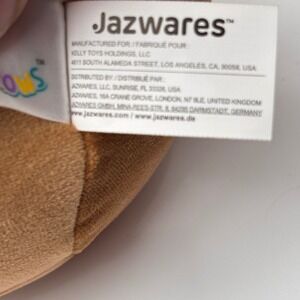 Jazwares™
MANUFACTURED FOR: / FABRIQUÉ POUR:
KELLY TOYS HOLDINGS, LLC
4811 SOUTH ALAMEDA STREET, LOS ANGELES, CA, 90058, USA
DISTRIBUTED BY: / DISTRIBUÉ PAR:
JAZWARES, LLC, SUNRISE, FL 33325, USA
JAZWARES, 16A CRANE GROVE, LONDON, N7 8LE, UNITED KINGDOM
JAZWARES GMBH, MINA-REES-STR. 8, 64295 DARMSTADT, GERMANY
www.jazwares.com / www.jazwares.de